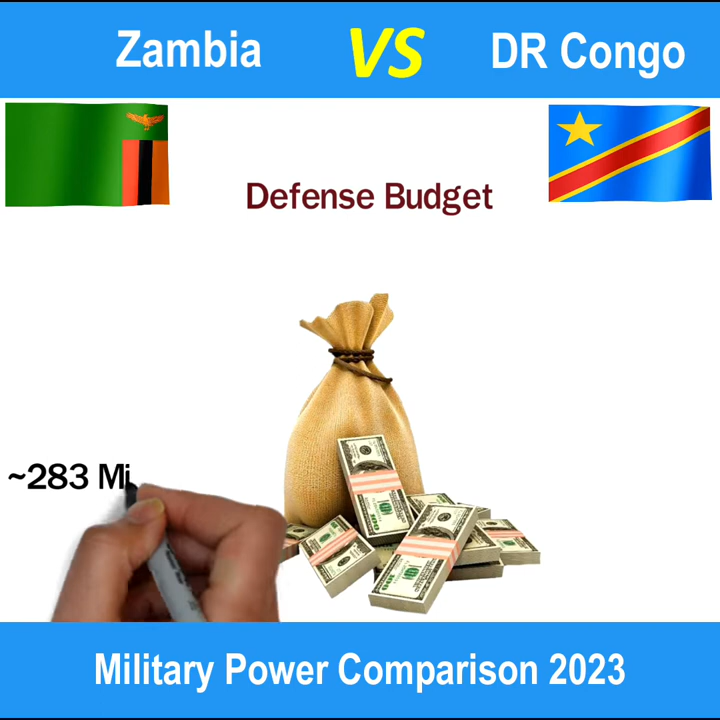 Zambia VS DR Congo
Defense Budget
~283 Mi
Military Power Comparison 2023